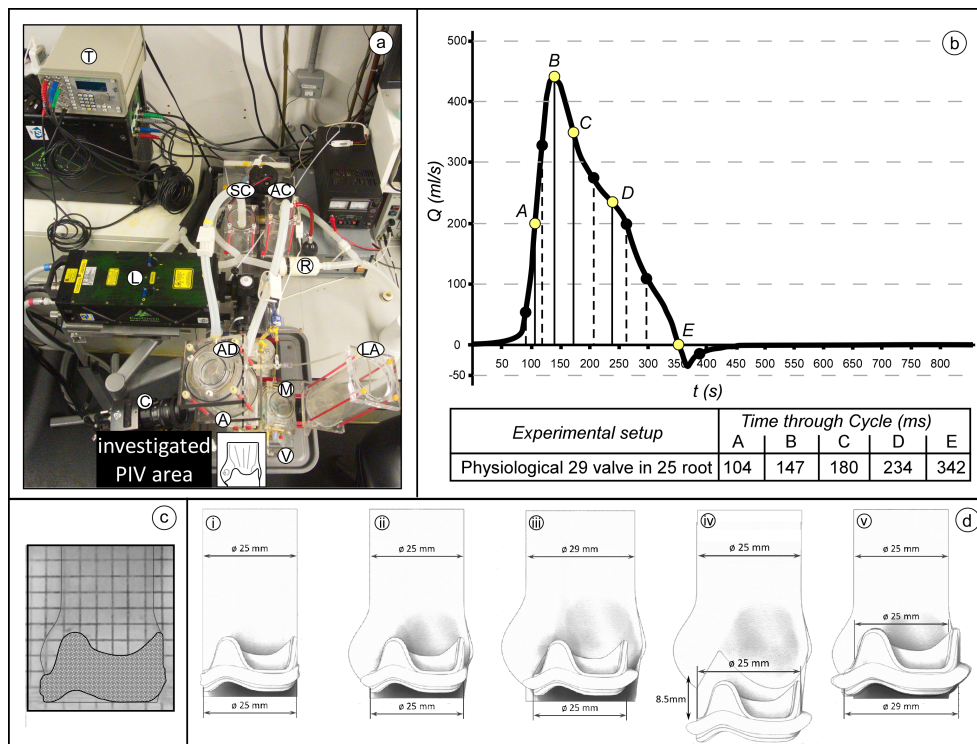 a
T
SC
AC
R
L
AD
LA
C
M
A
V
investigated
PIV area
b
500
400
300
200
100
0
-50
Q (ml/s)
A
B
C
D
E
50 100 150 200 250 300 350 400 450 500 550 600 650 700 750 800
t (s)
Experimental setup
Time through Cycle (ms)
A B C D E
Physiological 29 valve in 25 root 104 147 180 234 342
c
d
i
ø 25 mm
ø 25 mm
ii
ø 25 mm
ø 25 mm
iii
ø 29 mm
ø 25 mm
iv
ø 25 mm
ø 25 mm
8.5mm
v
ø 25 mm
ø 25 mm
ø 29 mm